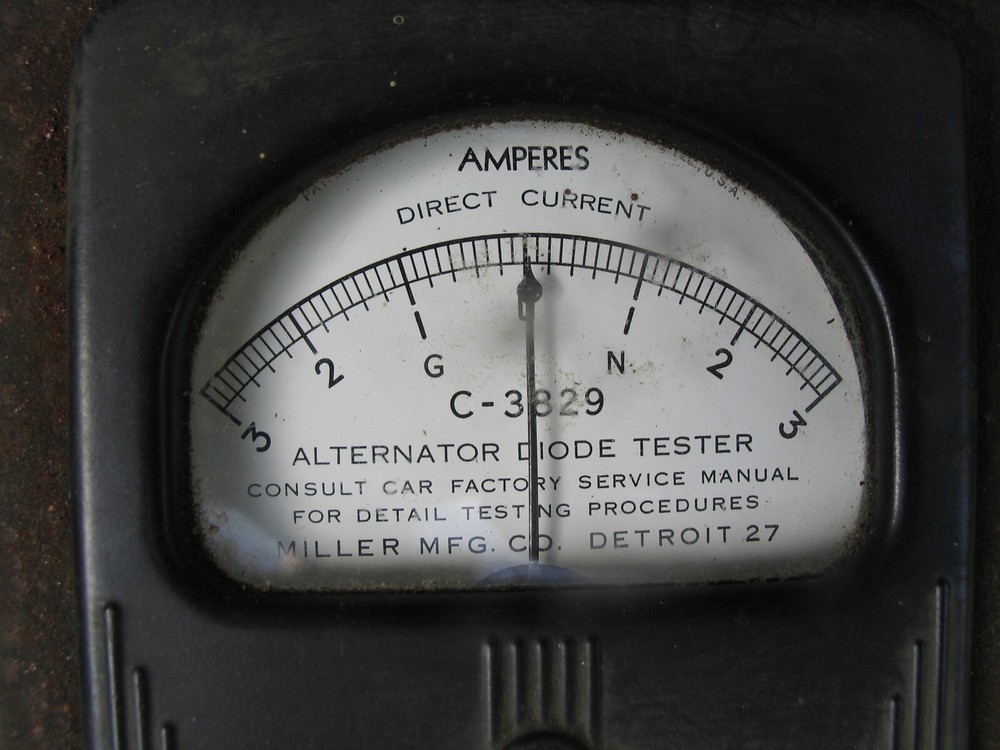 U.S.A.
AMPERES
DIRECT CURRENT
3 2 G N 2 3
C-3829
ALTERNATOR DIODE TESTER
CONSULT CAR FACTORY SERVICE MANUAL
FOR DETAIL TESTING PROCEDURES
MILLER MFG. CO. DETROIT 27